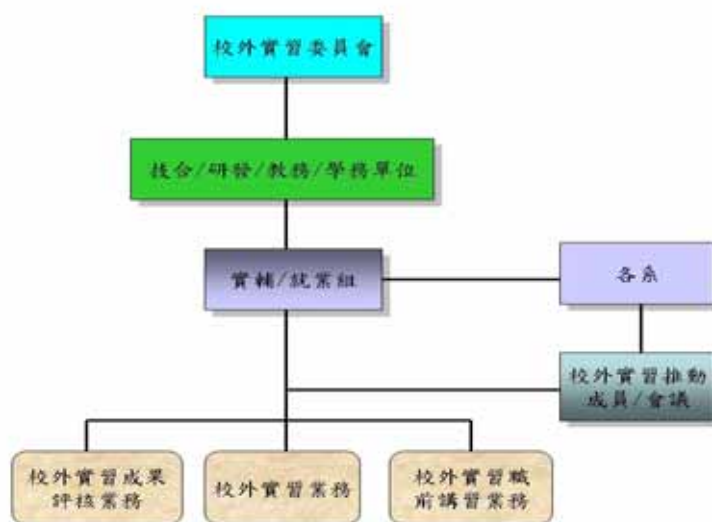 校外實習委員會
技合/研發/教務/學務單位
實輔/就業組
各系
校外實習推動
成員/會議
校外實習成果
評核業務
校外實習業務
校外實習職
前講習業務